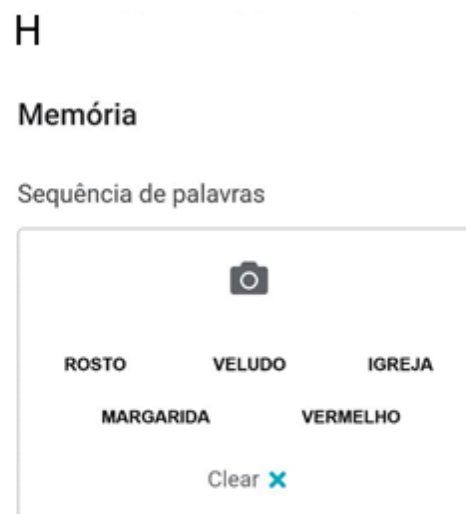 H
Memória
Sequência de palavras
ROSTO VELUDO IGREJA
MARGARIDA VERMELHO
Clear